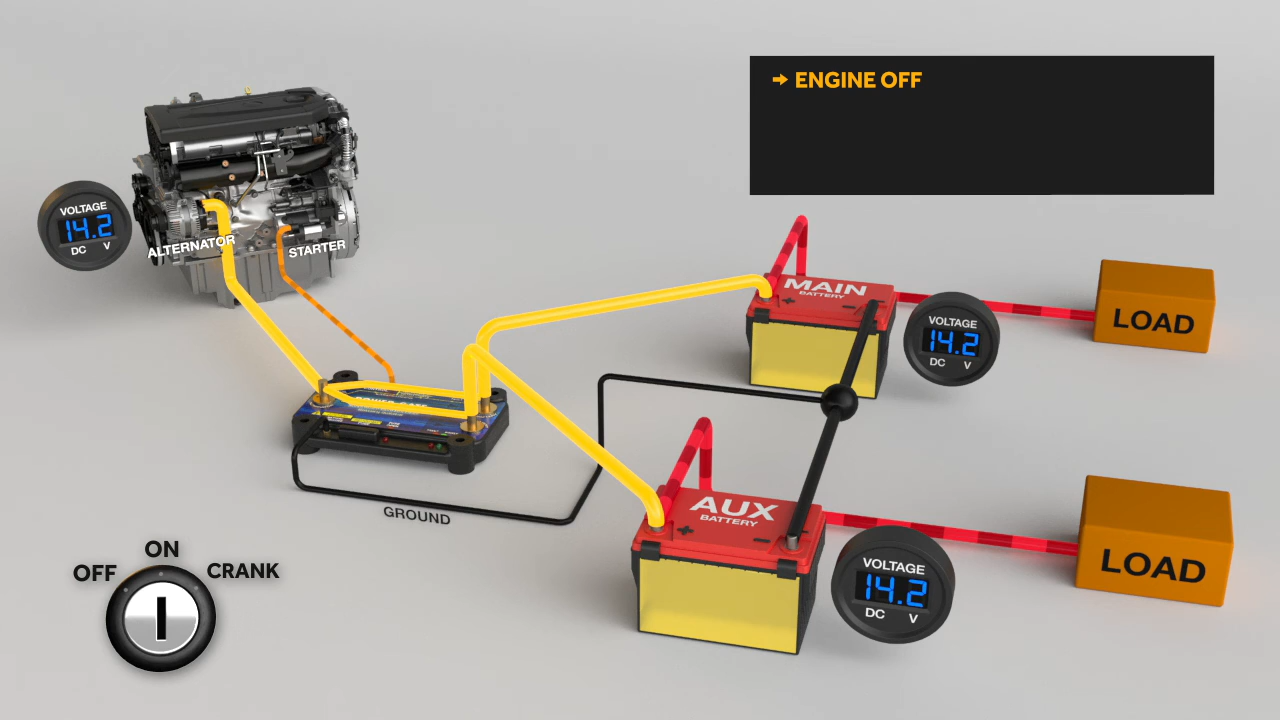 ➔ ENGINE OFF
VOLTAGE
14.2
DC V
ALTERNATOR
STARTER
MAIN
BATTERY
+ −
VOLTAGE
14.2
DC V
LOAD
GROUND
AUX
BATTERY
+ −
VOLTAGE
14.2
DC V
LOAD
OFF
ON
CRANK